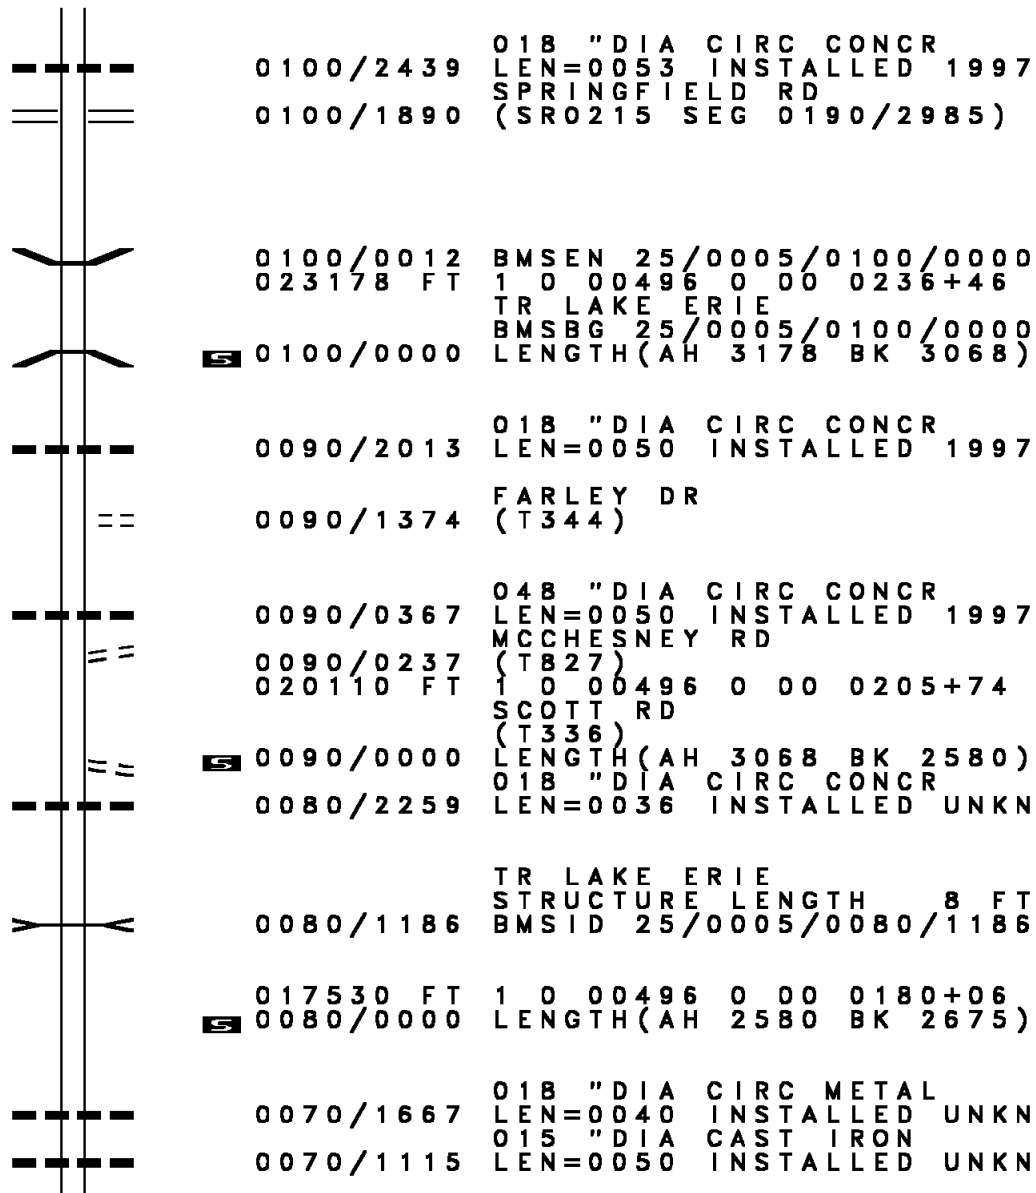 018 "DIA CIRC CONCR
0100/2439 LEN=0053 INSTALLED 1997
SPRINGFIELD RD
0100/1890 (SR0215 SEG 0190/2985)
0100/0012 BMSEN 25/0005/0100/0000
023178 FT 1 0 00496 0 00 0236+46
TR LAKE ERIE
BMSBG 25/0005/0100/0000
S 0100/0000 LENGTH(AH 3178 BK 3068)
018 "DIA CIRC CONCR
0090/2013 LEN=0050 INSTALLED 1997
FARLEY DR
0090/1374 (T344)
048 "DIA CIRC CONCR
0090/0367 LEN=0050 INSTALLED 1997
MCCHESNEY RD
0090/0237 (T827)
020110 FT 1 0 00496 0 00 0205+74
SCOTT RD
(T336)
S 0090/0000 LENGTH(AH 3068 BK 2580)
018 "DIA CIRC CONCR
0080/2259 LEN=0036 INSTALLED UNKN
TR LAKE ERIE
STRUCTURE LENGTH 8 FT
0080/1186 BMSID 25/0005/0080/1186
017530 FT 1 0 00496 0 00 0180+06
S 0080/0000 LENGTH(AH 2580 BK 2675)
018 "DIA CIRC METAL
0070/1667 LEN=0040 INSTALLED UNKN
015 "DIA CAST IRON
0070/1115 LEN=0050 INSTALLED UNKN